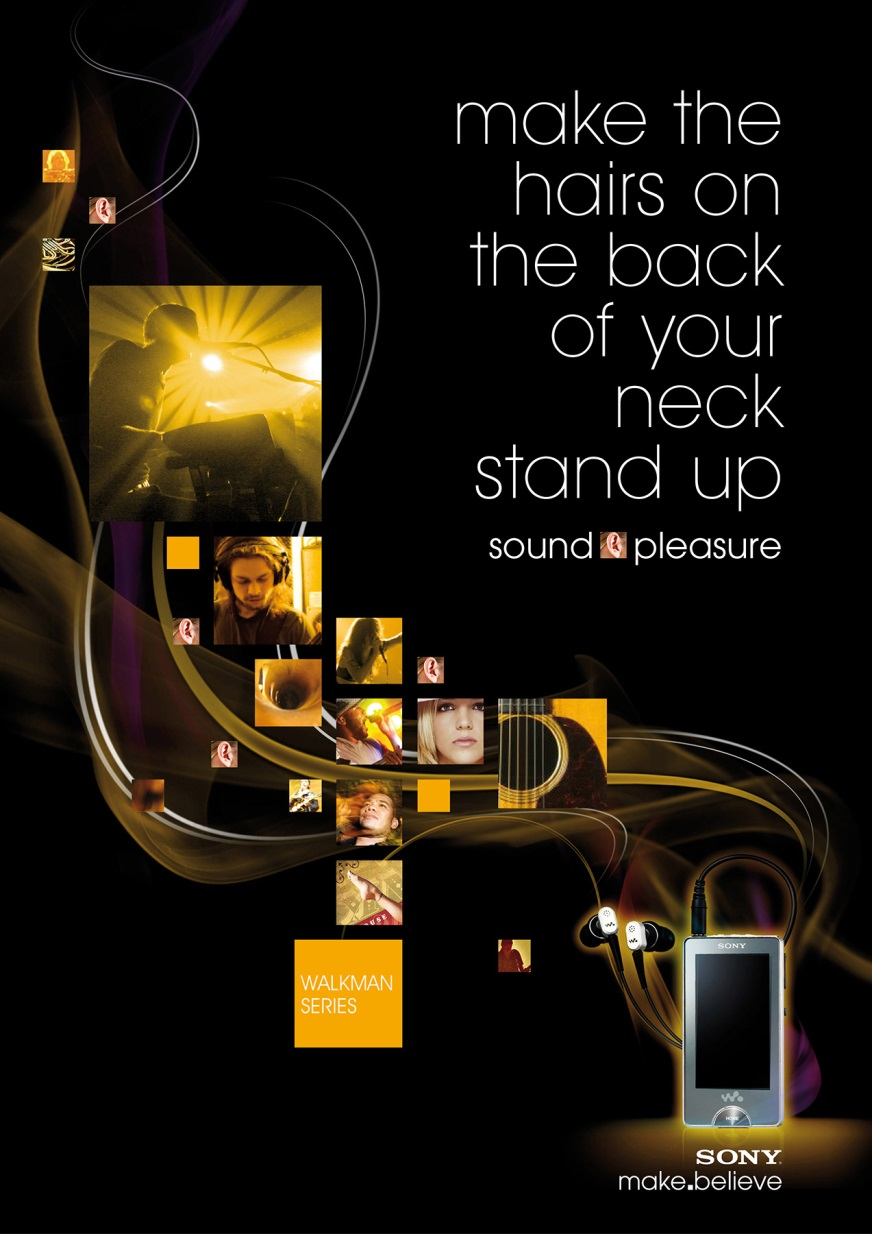 make the
hairs on
the back
of your
neck
stand up
sound pleasure
WALKMAN
SERIES
SONY
SONY
make.believe